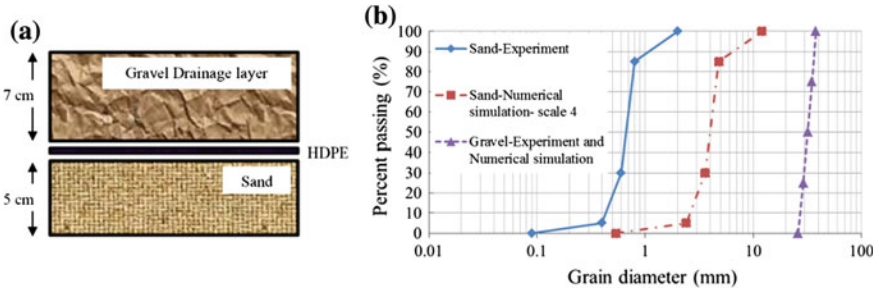 (a)
Gravel Drainage layer
7 cm
HDPE
Sand
5 cm
(b)
Percent passing (%)
100
90
80
70
60
50
40
30
20
10
0
Sand-Experiment
Sand-Numerical
simulation- scale 4
Gravel-Experiment and
Numerical simulation
0.01
0.1
1
10
100
Grain diameter (mm)